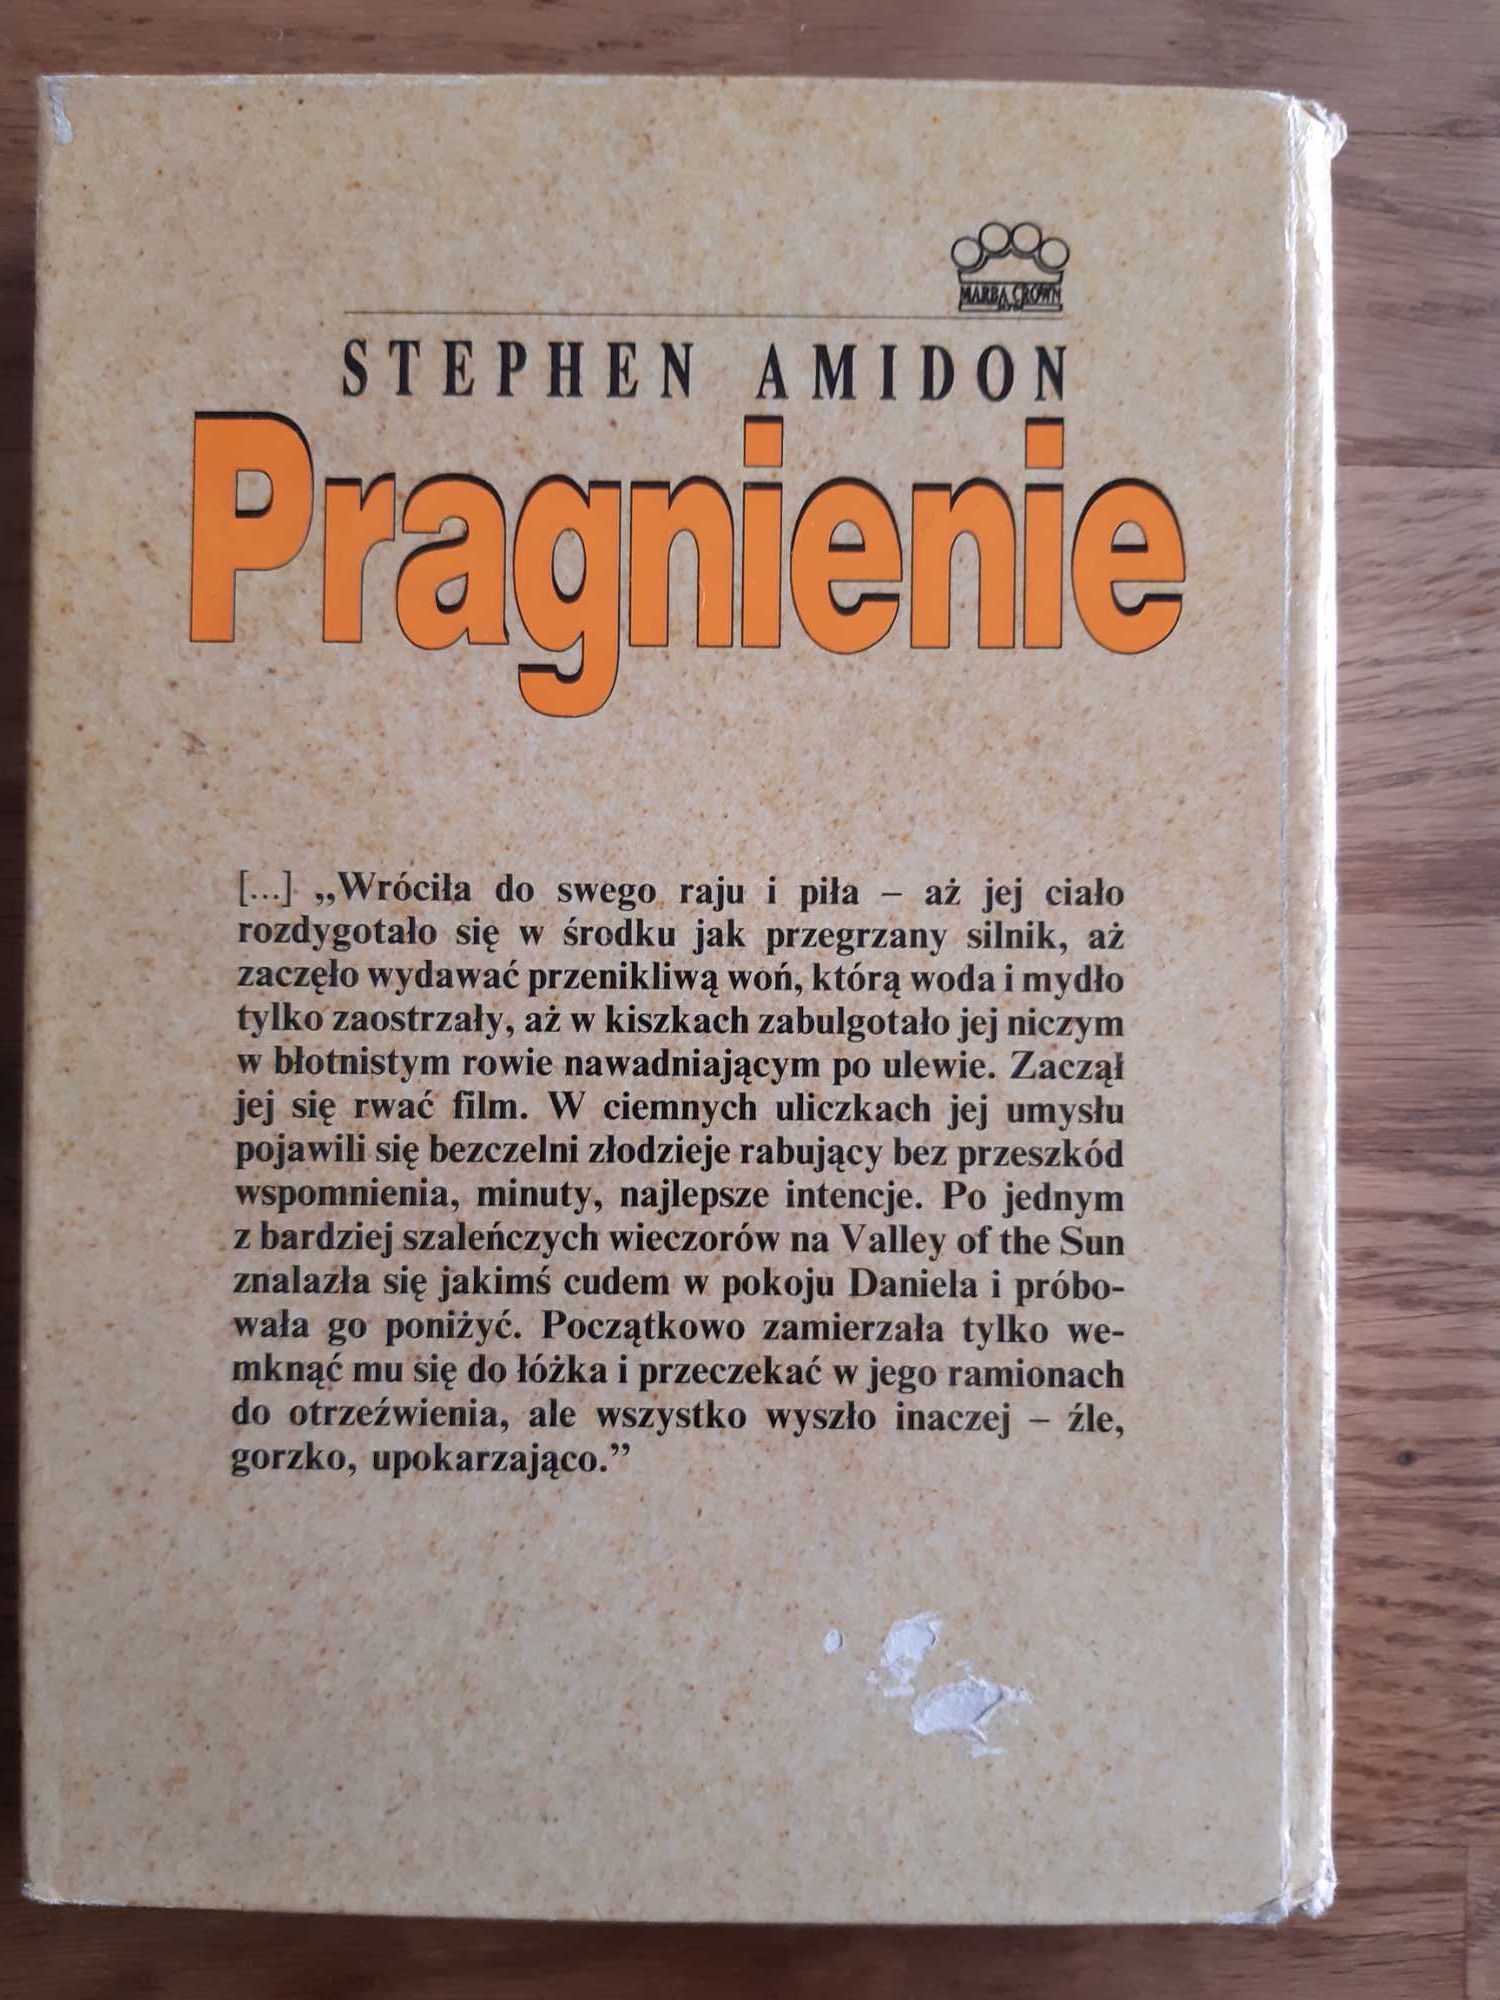 MARBA CROWN
STEPHEN AMIDON
Pragnienie
[...] „Wróciła do swego raju i piła – aż jej ciało
rozdygotało się w środku jak przegrzany silnik, aż
zaczęło wydawać przenikliwą woń, którą woda i mydło
tylko zaostrzały, aż w kiszkach zabulgotało jej niczym
w błotnistym rowie nawadniającym po ulewie. Zaczął
jej się rwać film. W ciemnych uliczkach jej umysłu
pojawili się bezczelni złodzieje rabujący bez przeszkód
wspomnienia, minuty, najlepsze intencje. Po jednym
z bardziej szaleńczych wieczorów na Valley of the Sun
znalazła się jakimś cudem w pokoju Daniela i próbo-
wała go poniżyć. Początkowo zamierzała tylko we-
mknąć mu się do łóżka i przeczekać w jego ramionach
do otrzeźwienia, ale wszystko wyszło inaczej – źle,
gorzko, upokarzająco.”